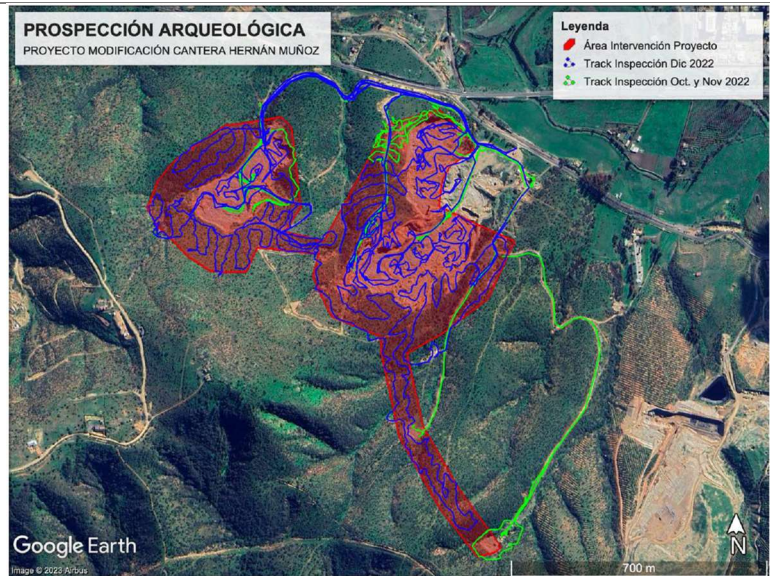 PROSPECCIÓN ARQUEOLÓGICA
PROYECTO MODIFICACIÓN CANTERA HERNÁN MUÑOZ
Leyenda
Área Intervención Proyecto
Track Inspección Dic 2022
Track Inspección Oct. y Nov 2022
Google Earth
Image © 2023 Airbus
700 m
N